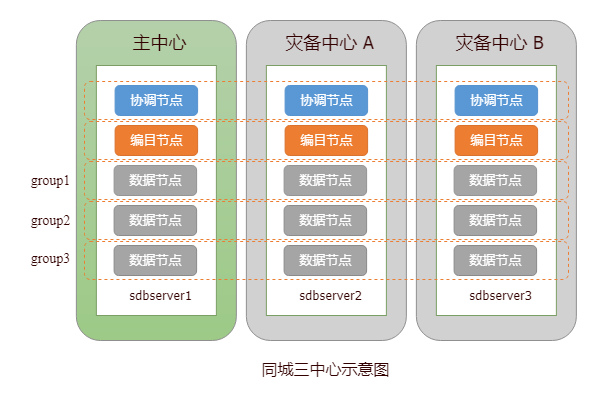 主中心
灾备中心 A
灾备中心 B
协调节点
协调节点
协调节点
编目节点
编目节点
编目节点
group1
数据节点
数据节点
数据节点
group2
数据节点
数据节点
数据节点
group3
数据节点
数据节点
数据节点
sdbserver1
sdbserver2
sdbserver3
同城三中心示意图